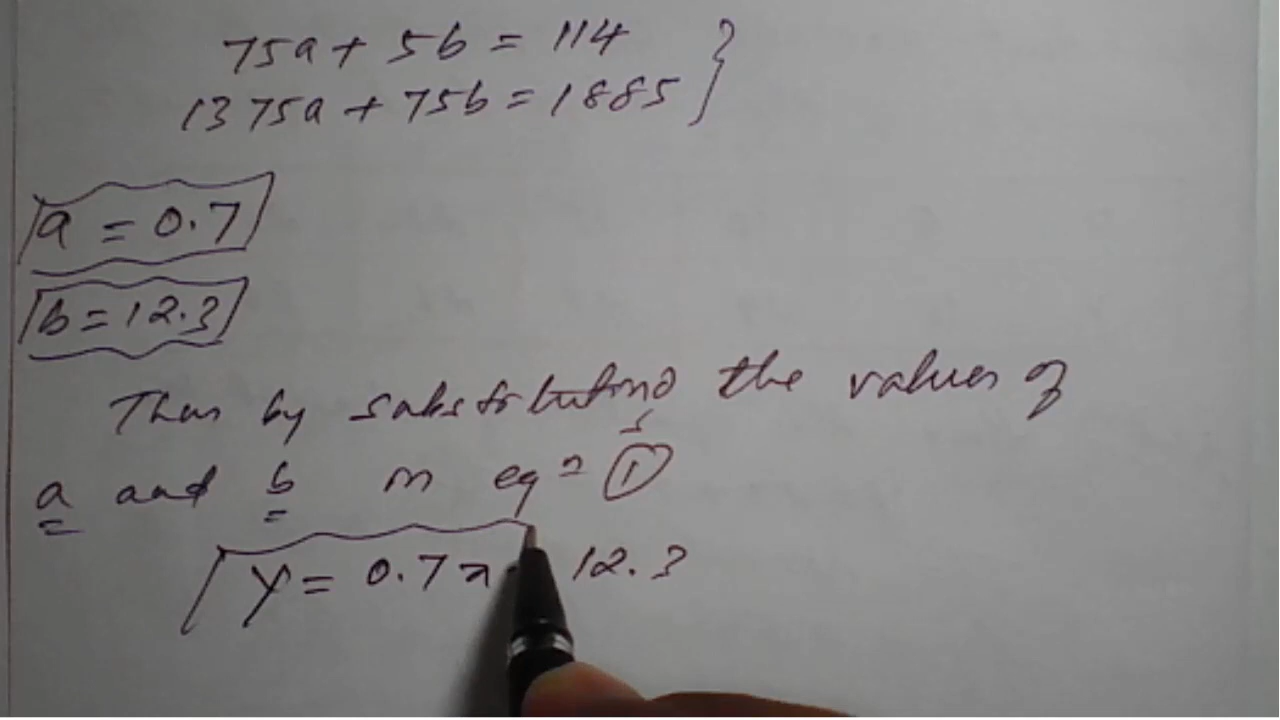 75a + 5b = 114 }
1375a + 75b = 1885
a = 0.7
b = 12.3
Thus by substituting the values of
a and b in eqn ①
y = 0.7x 12.3